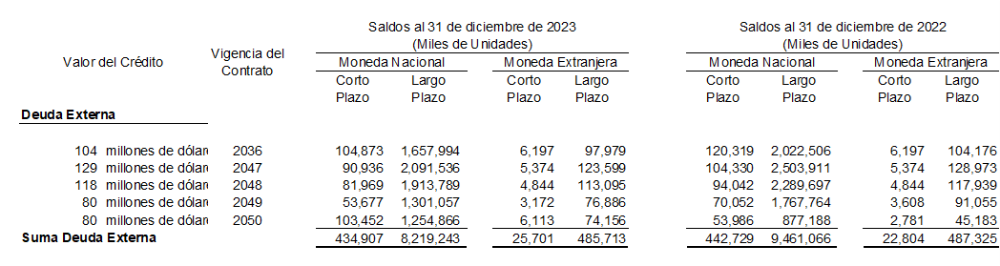 Saldos al 31 de diciembre de 2023 Saldos al 31 de diciembre de 2022
(Miles de Unidades) (Miles de Unidades)
Valor del Crédito Vigencia del Contrato Moneda Nacional Moneda Extranjera Moneda Nacional Moneda Extranjera
Corto Largo Corto Largo Corto Largo Corto Largo
Plazo Plazo Plazo Plazo Plazo Plazo Plazo Plazo
Deuda Externa
104 millones de dólar 2036 104,873 1,657,994 6,197 97,979 120,319 2,022,506 6,197 104,176
129 millones de dólar 2047 90,936 2,091,536 5,374 123,599 104,330 2,503,911 5,374 128,973
118 millones de dólar 2048 81,969 1,913,789 4,844 113,095 94,042 2,289,697 4,844 117,939
80 millones de dólar 2049 53,677 1,301,057 3,172 76,886 70,052 1,767,764 3,608 91,055
80 millones de dólar 2050 103,452 1,254,866 6,113 74,156 53,986 877,188 2,781 45,183
Suma Deuda Externa 434,907 8,219,243 25,701 485,713 442,729 9,461,066 22,804 487,325